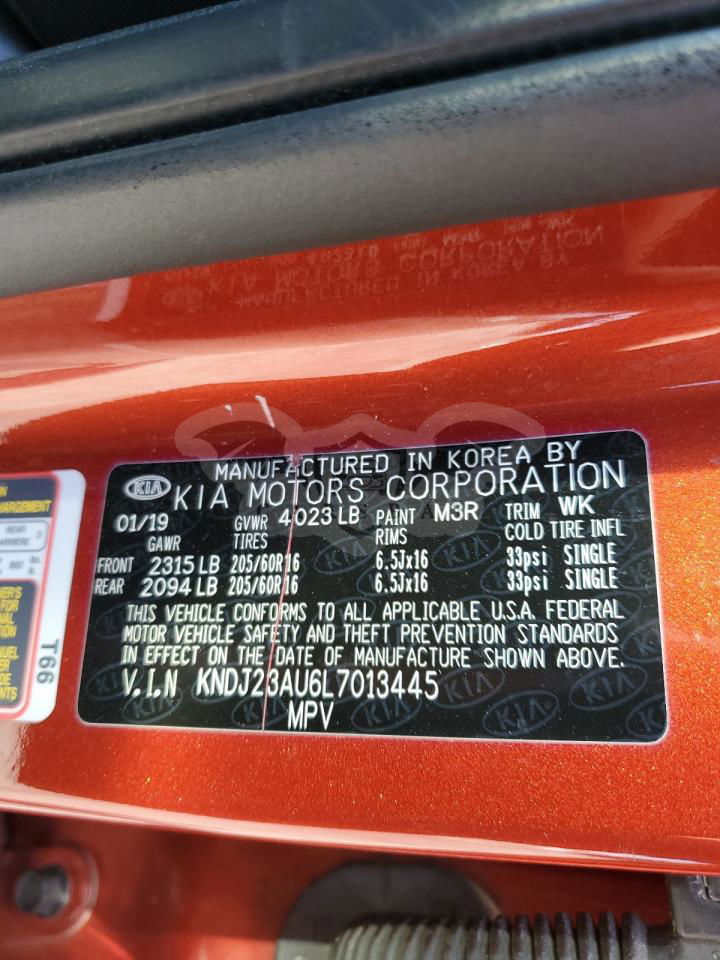 MANUFACTURED IN KOREA BY
KIA KIA MOTORS CORPORATION
01/19 GVWR 4023 LB PAINT M3R TRIM WK
GAWR TIRES RIMS COLD TIRE INFL
FRONT 2315 LB 205/60R16 6.5Jx16 33psi SINGLE
REAR 2094 LB 205/60R16 6.5Jx16 33psi SINGLE
THIS VEHICLE CONFORMS TO ALL APPLICABLE U.S.A. FEDERAL
MOTOR VEHICLE SAFETY AND THEFT PREVENTION STANDARDS
IN EFFECT ON THE DATE OF MANUFACTURE SHOWN ABOVE.
V.I.N KNDJ23AU6L7013445
MPV
REAR
T66